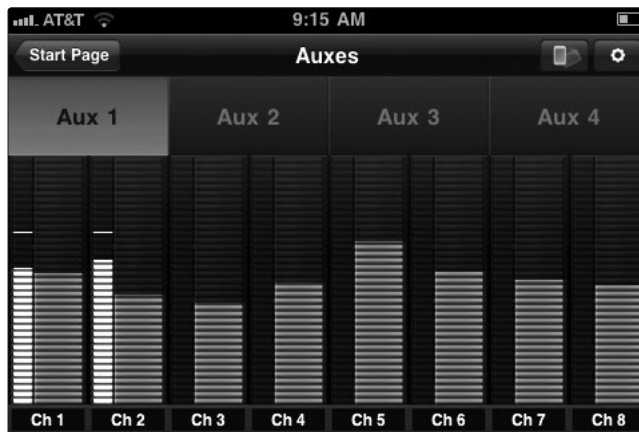 AT&T 9:15 AM
Start Page Auxes
Aux 1 Aux 2 Aux 3 Aux 4
Ch 1 Ch 2 Ch 3 Ch 4 Ch 5 Ch 6 Ch 7 Ch 8